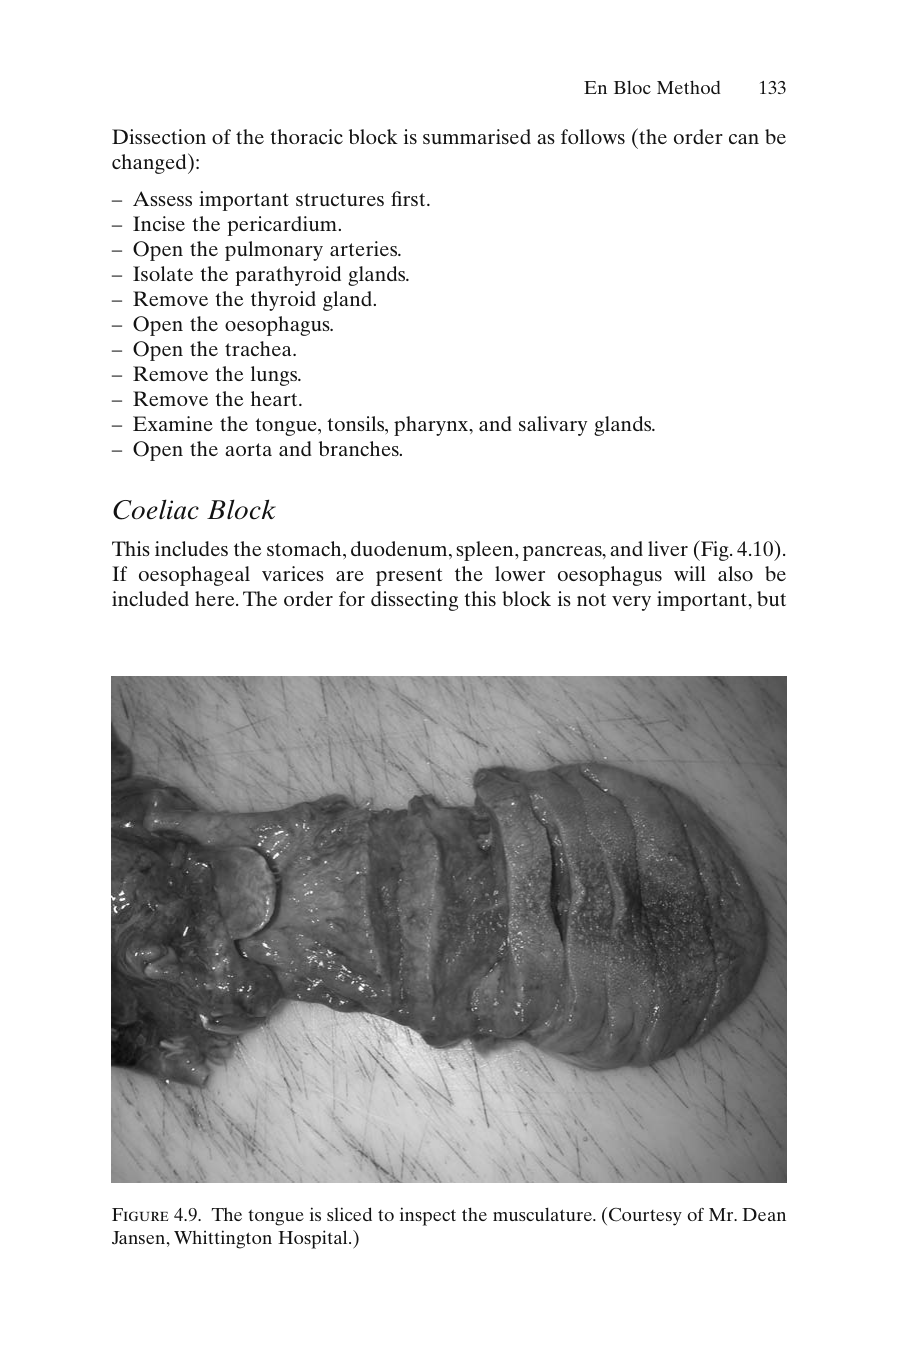 En Bloc Method 133
Dissection of the thoracic block is summarised as follows (the order can be
changed):
– Assess important structures first.
– Incise the pericardium.
– Open the pulmonary arteries.
– Isolate the parathyroid glands.
– Remove the thyroid gland.
– Open the oesophagus.
– Open the trachea.
– Remove the lungs.
– Remove the heart.
– Examine the tongue, tonsils, pharynx, and salivary glands.
– Open the aorta and branches.
Coeliac Block
This includes the stomach, duodenum, spleen, pancreas, and liver (Fig. 4.10).
If oesophageal varices are present the lower oesophagus will also be
included here. The order for dissecting this block is not very important, but
FIGURE 4.9. The tongue is sliced to inspect the musculature. (Courtesy of Mr. Dean
Jansen, Whittington Hospital.)